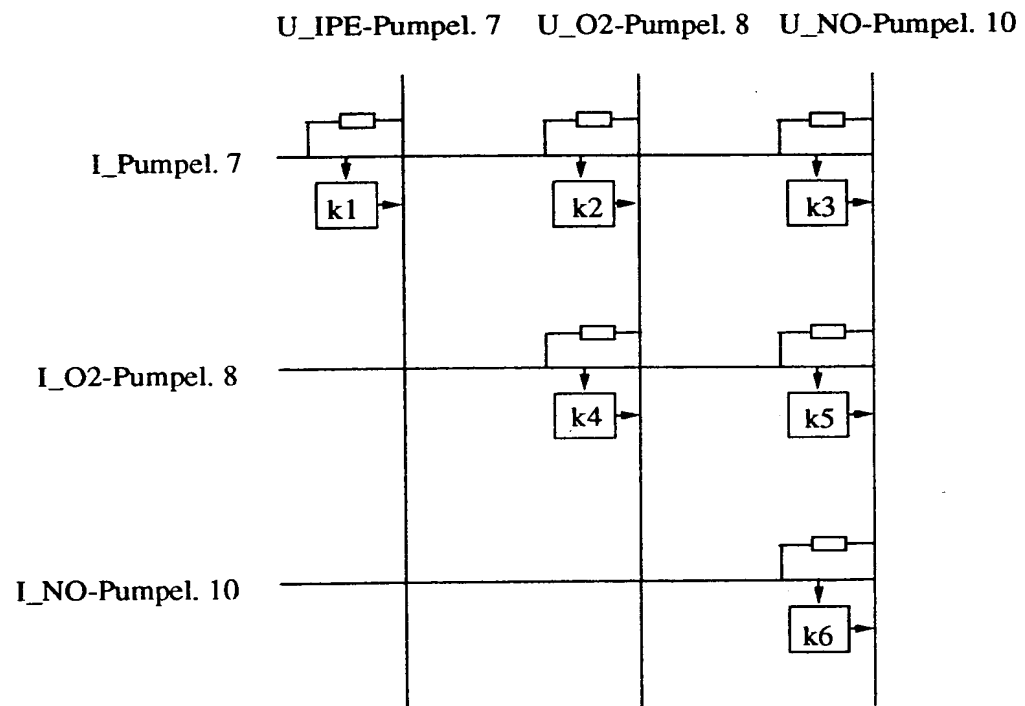 U_IPE-Pumpel. 7 U_O2-Pumpel. 8 U_NO-Pumpel. 10
I_Pumpel. 7
k1 k2 k3
I_O2-Pumpel. 8
k4 k5
I_NO-Pumpel. 10
k6